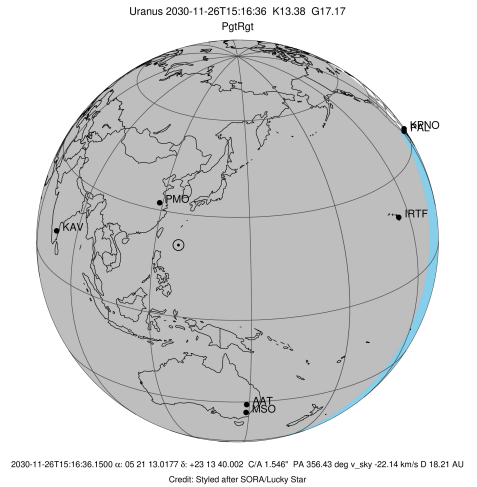 Uranus 2030-11-26T15:16:36 K13.38 G17.17
PgtRgt
KPNO
PAL
PMO
IRTF
KAV
AAT
MSO
2030-11-26T15:16:36.1500 α: 05 21 13.0177 δ: +23 13 40.002 C/A 1.546" PA 356.43 deg v_sky -22.14 km/s D 18.21 AU
Credit: Styled after SORA/Lucky Star